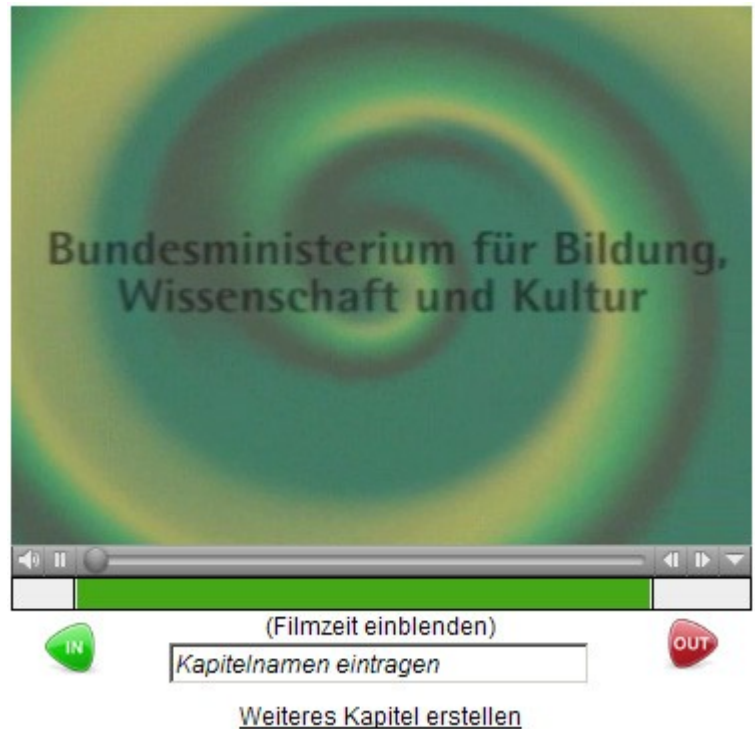 Bundesministerium für Bildung,
Wissenschaft und Kultur
(Filmzeit einblenden)
IN
OUT
Kapitelnamen eintragen
Weiteres Kapitel erstellen